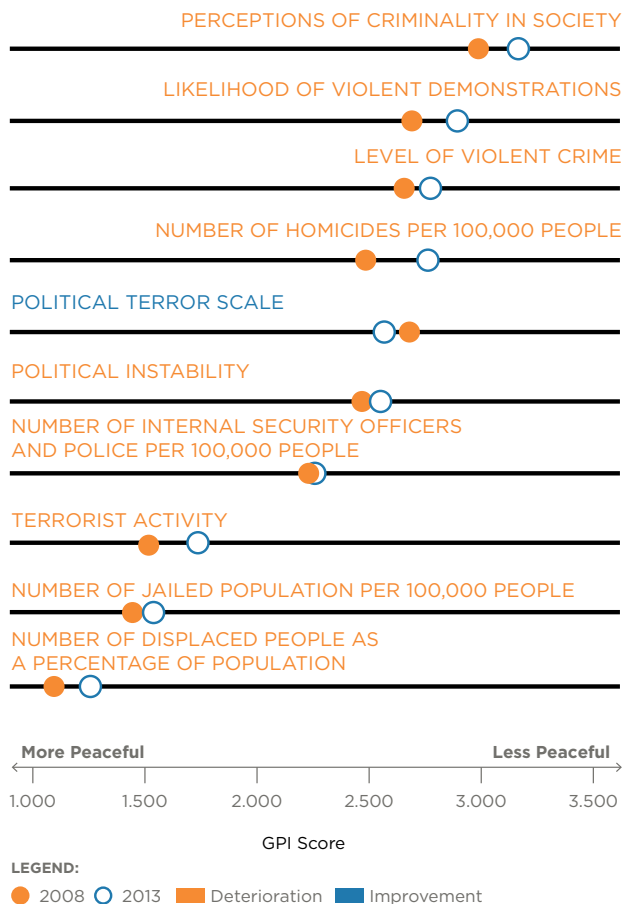 PERCEPTIONS OF CRIMINALITY IN SOCIETY
LIKELIHOOD OF VIOLENT DEMONSTRATIONS
LEVEL OF VIOLENT CRIME
NUMBER OF HOMICIDES PER 100,000 PEOPLE
POLITICAL TERROR SCALE
POLITICAL INSTABILITY
NUMBER OF INTERNAL SECURITY OFFICERS
AND POLICE PER 100,000 PEOPLE
TERRORIST ACTIVITY
NUMBER OF JAILED POPULATION PER 100,000 PEOPLE
NUMBER OF DISPLACED PEOPLE AS
A PERCENTAGE OF POPULATION
More Peaceful Less Peaceful
1.000 1.500 2.000 2.500 3.000 3.500
GPI Score
LEGEND:
2008 2013 Deterioration Improvement